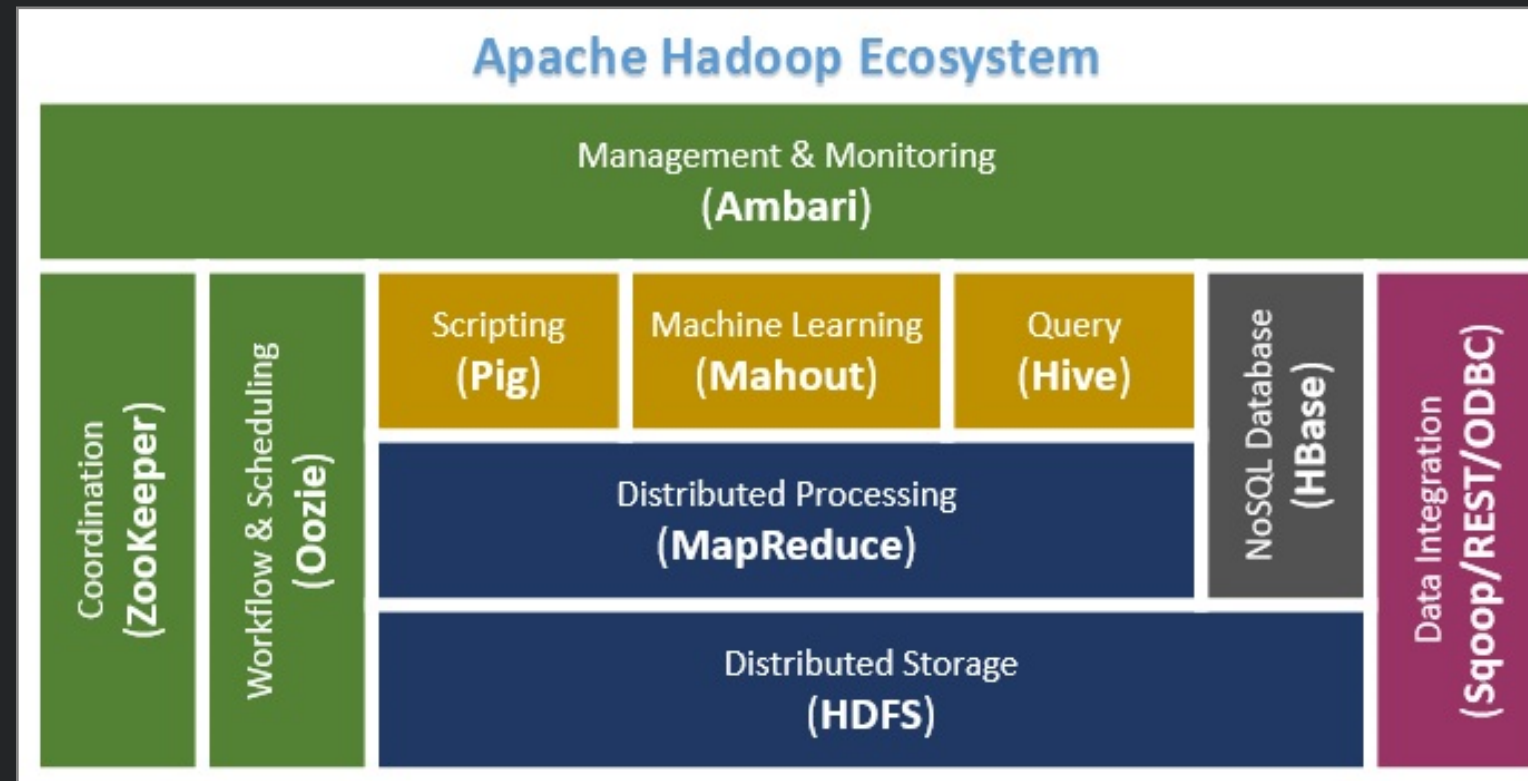 Apache Hadoop Ecosystem
Management & Monitoring
(Ambari)
Coordination
(ZooKeeper)
Workflow & Scheduling
(Oozie)
Scripting
(Pig)
Machine Learning
(Mahout)
Query
(Hive)
Distributed Processing
(MapReduce)
Distributed Storage
(HDFS)
NoSQL Database
(HBase)
Data Integration
(Sqoop/REST/ODBC)